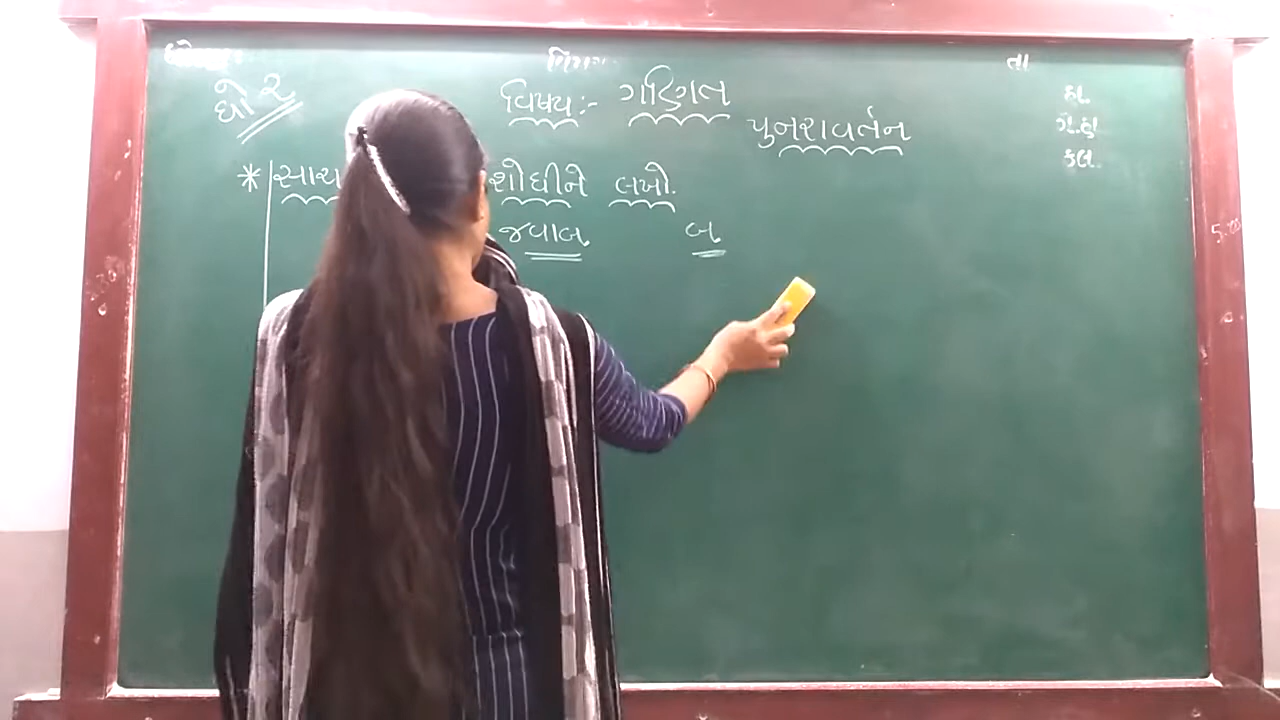 તા
ધો ૨ વિષય :- ગણિત
હા.
પુનરાવર્તન
ગે.હા
કુલ.
* શોધીને લખો.
જવાબ બ